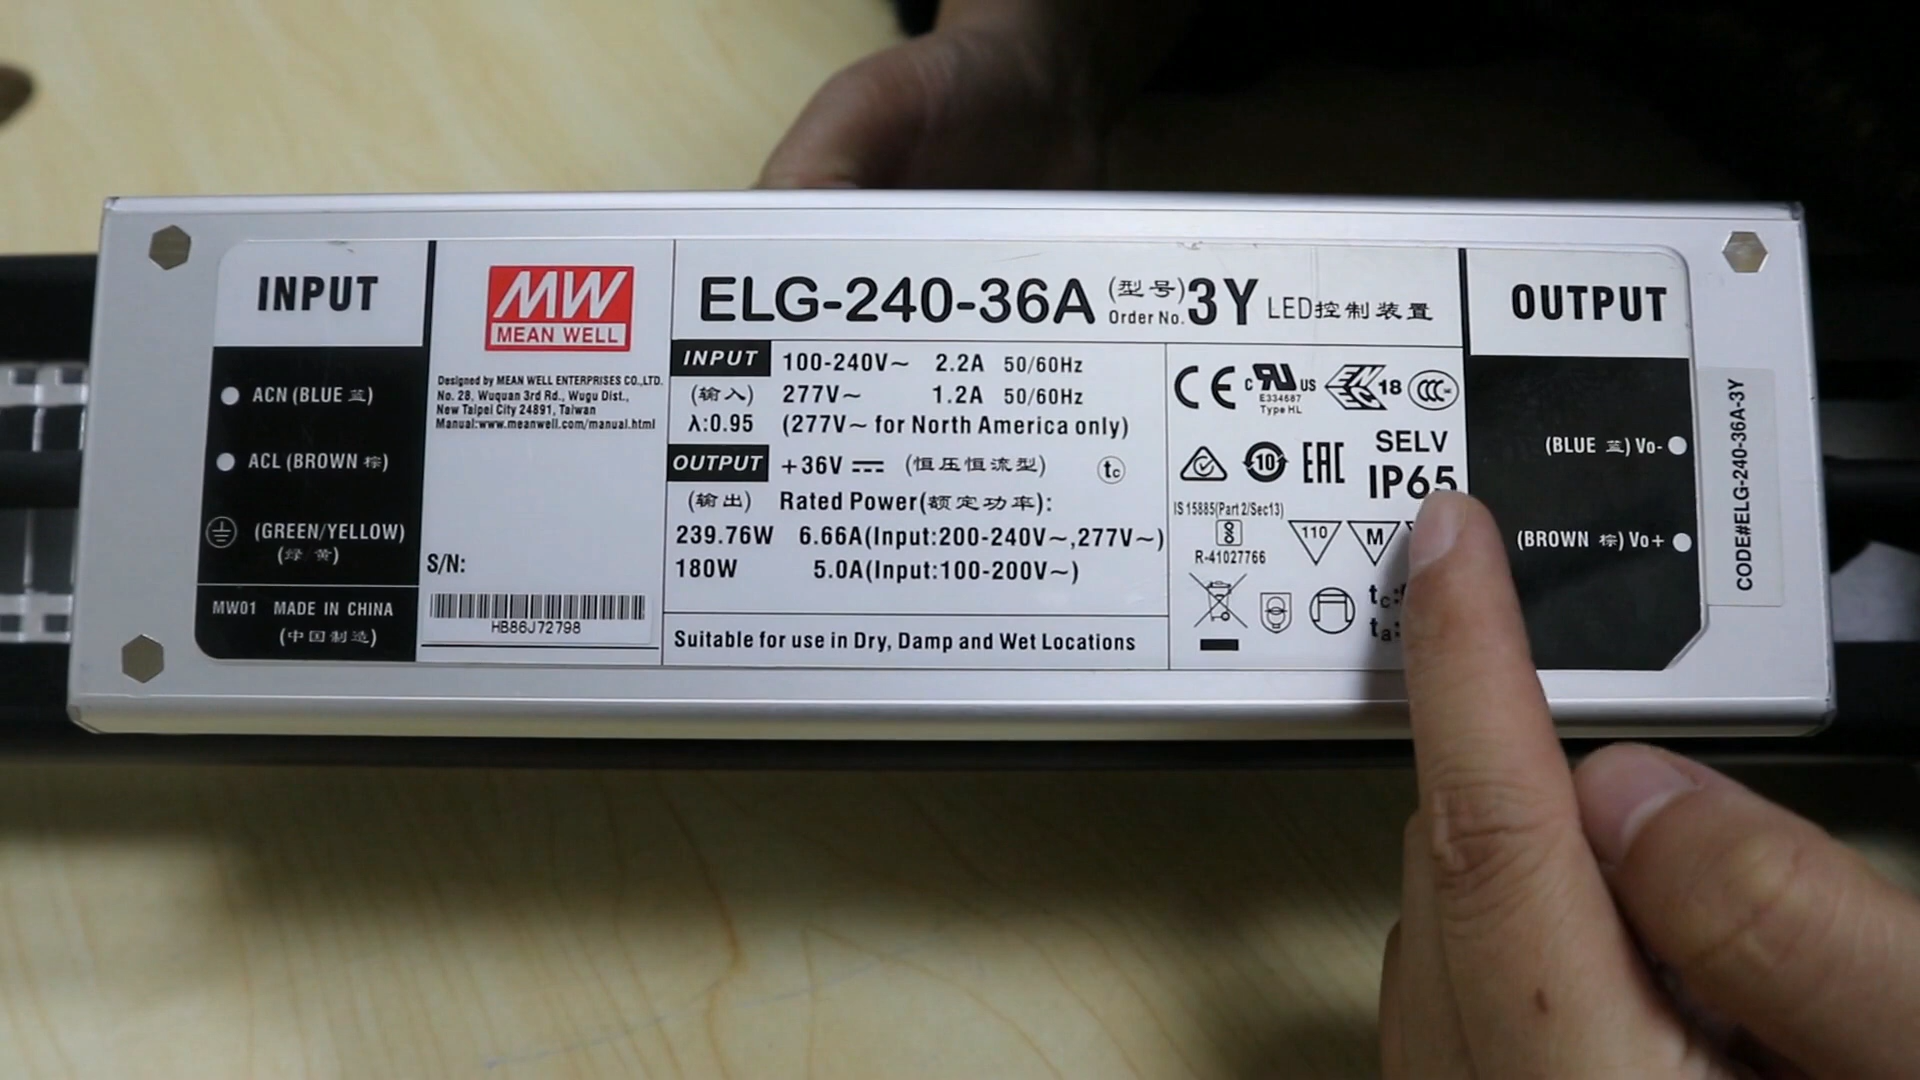 INPUT
ACN (BLUE 蓝)
ACL (BROWN 棕)
(GREEN/YELLOW)
(绿 黄)
MW01 MADE IN CHINA
(中国制造)
MW
MEAN WELL
Designed by MEAN WELL ENTERPRISES CO.,LTD.
No. 28, Wuquan 3rd Rd., Wugu Dist.,
New Taipei City 24891, Taiwan
Manual:www.meanwell.com/manual.html
S/N:
HB86J72798
ELG-240-36A (型号) Order No. 3Y LED控制装置
INPUT 100-240V~ 2.2A 50/60Hz
(输入) 277V~ 1.2A 50/60Hz
λ:0.95 (277V~ for North America only)
OUTPUT +36V ⎓ (恒压恒流型) tc
(输出) Rated Power(额定功率):
239.76W 6.66A(Input:200-240V~,277V~)
180W 5.0A(Input:100-200V~)
Suitable for use in Dry, Damp and Wet Locations
CE c RU US ENEC 18 CCC
E334687
Type HL
10 EAC SELV
IP65
IS 15885(Part 2/Sec13)
R-41027766
110 M
tc:
ta:
OUTPUT
(BLUE 蓝) Vo-
(BROWN 棕) Vo+
CODE#ELG-240-36A-3Y